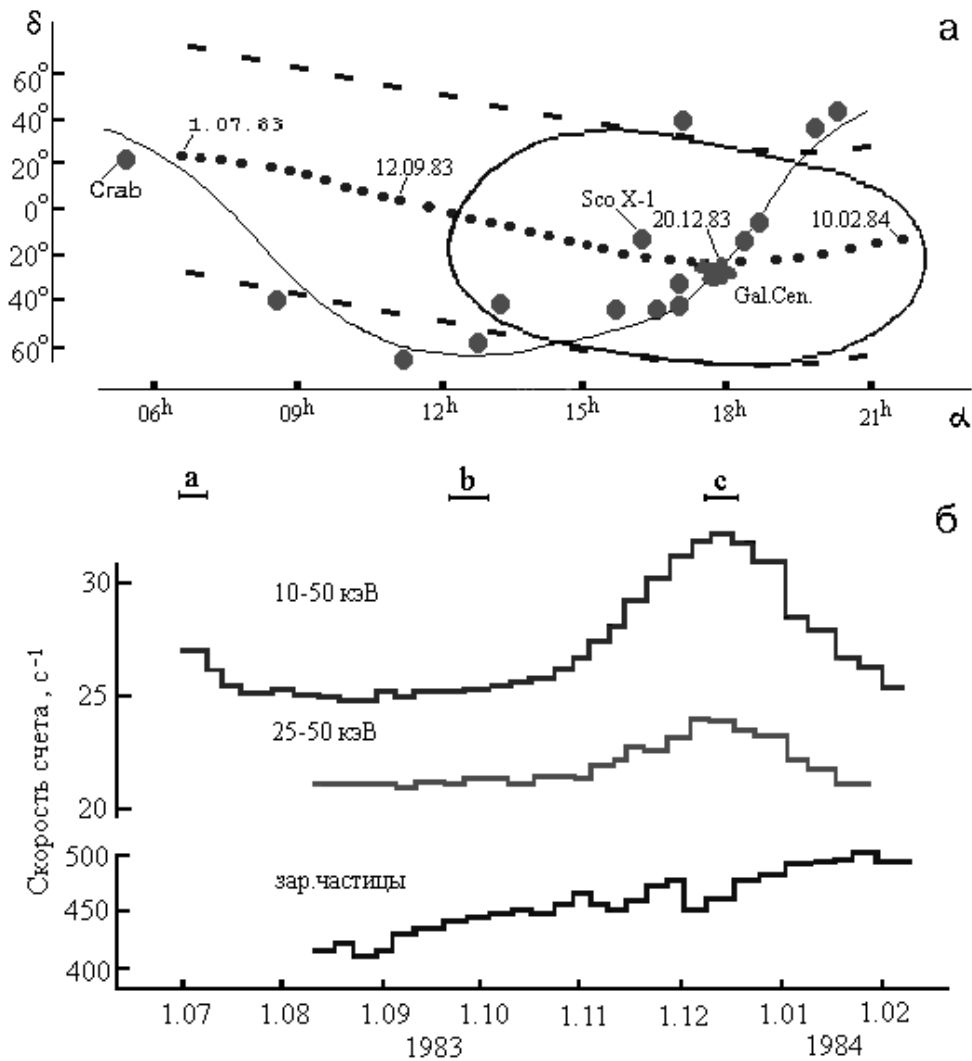 δ
а
60°
40°
20°
0°
20°
40°
60°
1.07.83
12.09.83
Crab
Sco X-1
20.12.83
10.02.84
Gal.Cen.
06h 09h 12h 15h 18h 21h α
a b c
б
Скорость счета, с⁻¹
30
10-50 кэВ
25
25-50 кэВ
20
500
зар.частицы
450
400
1.07 1.08 1.09 1.10 1.11 1.12 1.01 1.02
1983 1984